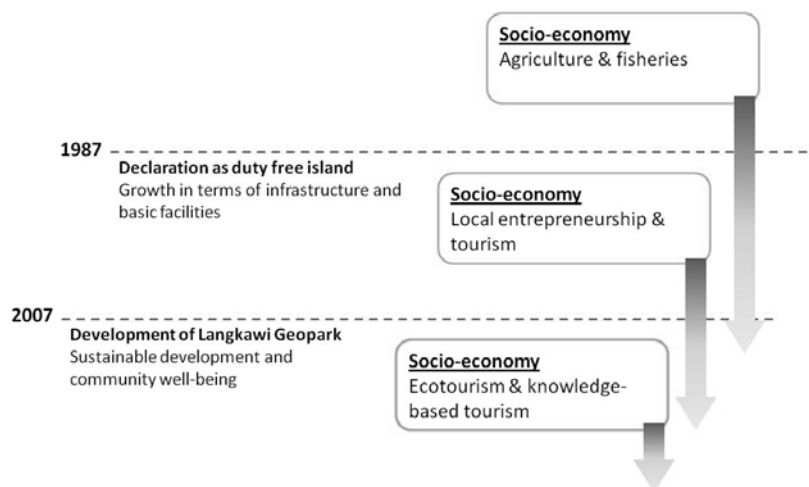 Socio-economy
Agriculture & fisheries
1987
Declaration as duty free island
Growth in terms of infrastructure and
basic facilities
Socio-economy
Local entrepreneurship &
tourism
2007
Development of Langkawi Geopark
Sustainable development and
community well-being
Socio-economy
Ecotourism & knowledge-
based tourism